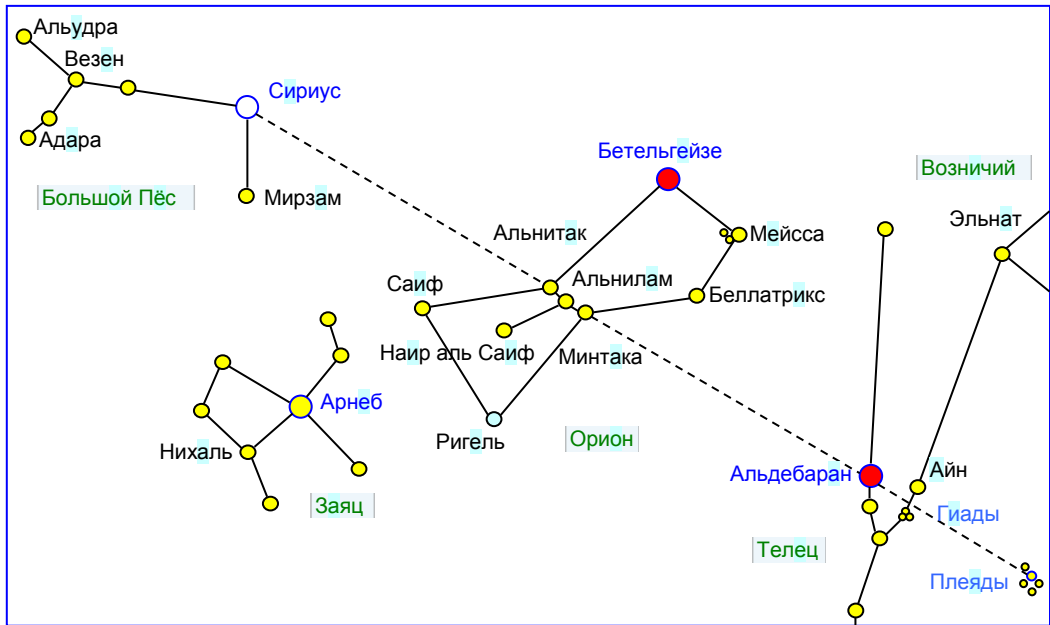 Альудра
Везен
Сириус
Адара
Большой Пёс
Мирзам
Бетельгейзе
Возничий
Эльнат
Альнитак
Мейсса
Саиф
Альнилам
Беллатрикс
Наир аль Саиф
Минтака
Арнеб
Ригель
Орион
Нихаль
Заяц
Альдебаран
Айн
Гиады
Телец
Плеяды